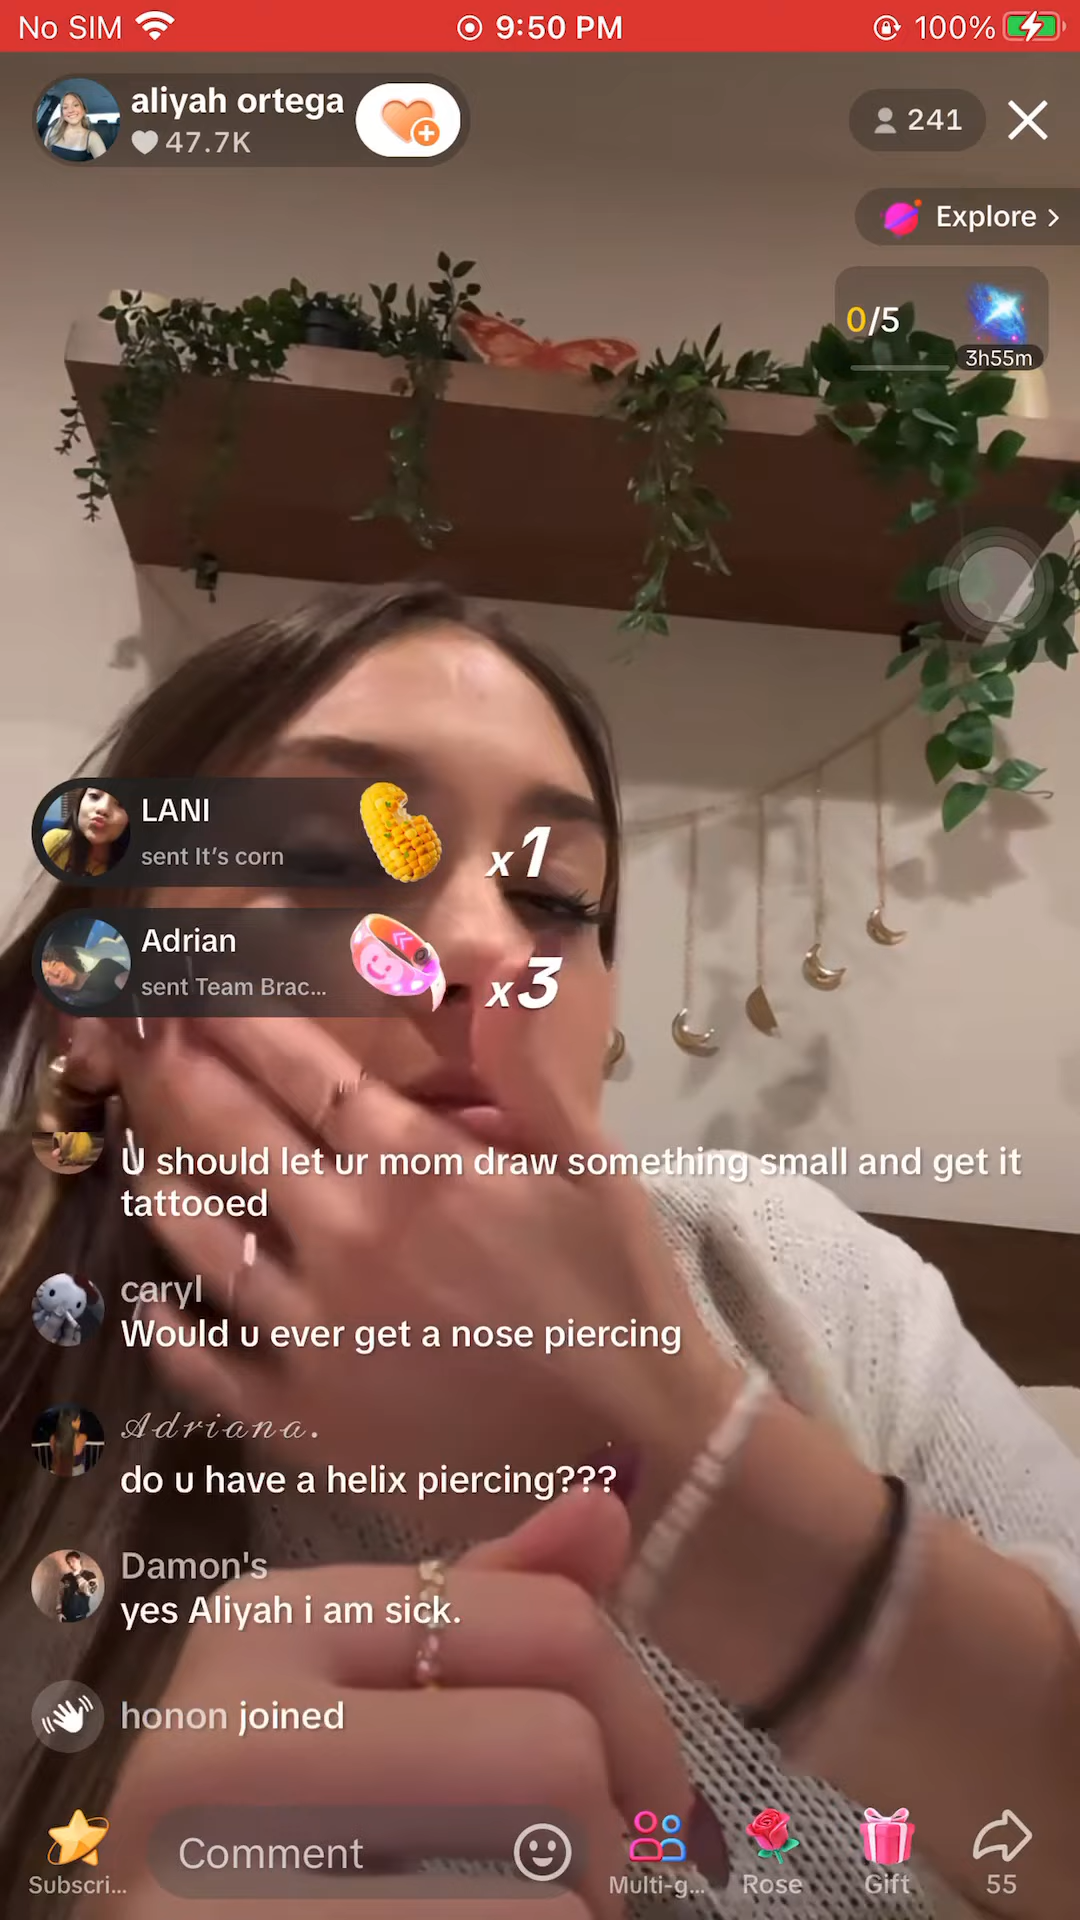 No SIM 9:50 PM 100%
aliyah ortega
47.7K
241
Explore >
0/5
3h55m
LANI
sent It's corn
x1
Adrian
sent Team Brac...
x3
U should let ur mom draw something small and get it
tattooed
caryl
Would u ever get a nose piercing
𝒜𝒹𝓇𝒾𝒶𝓃𝒶.
do u have a helix piercing???
Damon's
yes Aliyah i am sick.
honon joined
Comment
Subscri... Multi-g... Rose Gift 55